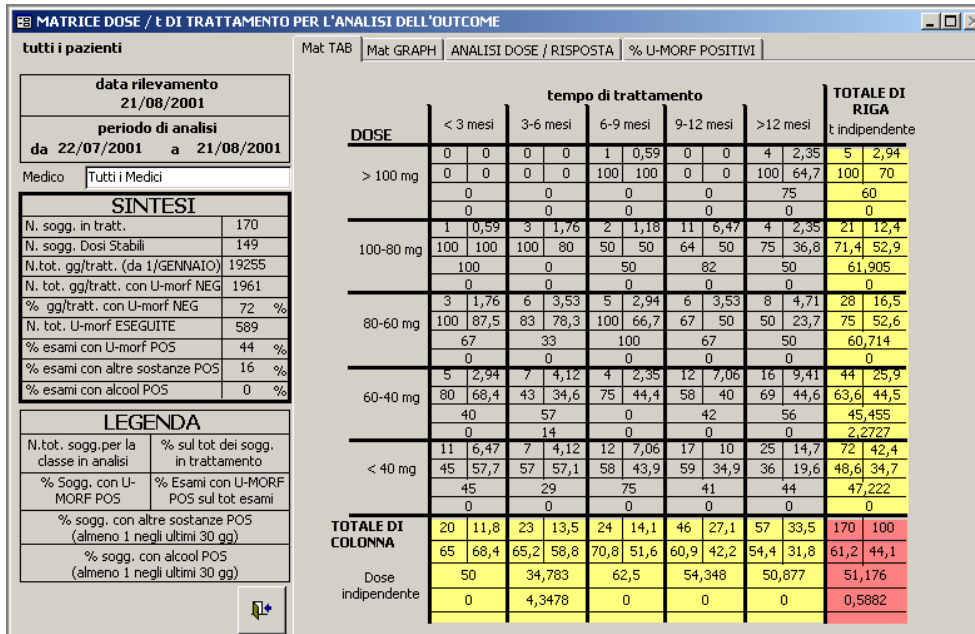 MATRICE DOSE / t DI TRATTAMENTO PER L'ANALISI DELL'OUTCOME
tutti i pazienti
data rilevamento
21/08/2001
periodo di analisi
da 22/07/2001 a 21/08/2001
Medico Tutti i Medici
SINTESI
N. sogg. in tratt. 170
N. sogg. Dosi Stabili 149
N.tot. gg/tratt. (da 1/GENNAIO) 19255
N. tot. gg/tratt. con U-morf NEG 1961
% gg/tratt. con U-morf NEG 72 %
N. tot. U-morf ESEGUITE 589
% esami con U-morf POS 44 %
% esami con altre sostanze POS 16 %
% esami con alcool POS 0 %
LEGENDA
N.tot. sogg.per la classe in analisi % sul tot dei sogg. in trattamento
% Sogg. con U-MORF POS % Esami con U-MORF POS sul tot esami
% sogg. con altre sostanze POS
(almeno 1 negli ultimi 30 gg)
% sogg. con alcool POS
(almeno 1 negli ultimi 30 gg)
Mat TAB Mat GRAPH ANALISI DOSE / RISPOSTA % U-MORF POSITIVI
tempo di trattamento TOTALE DI RIGA
DOSE < 3 mesi 3-6 mesi 6-9 mesi 9-12 mesi >12 mesi t indipendente
0 0 0 0 1 0,59 0 0 4 2,35 5 2,94
> 100 mg 0 0 0 0 100 100 0 0 100 64,7 100 70
0 0 0 0 75 60
0 0 0 0 0 0
1 0,59 3 1,76 2 1,18 11 6,47 4 2,35 21 12,4
100-80 mg 100 100 100 80 50 50 64 50 75 36,8 71,4 52,9
100 0 50 82 50 61,905
0 0 0 0 0 0
3 1,76 6 3,53 5 2,94 6 3,53 8 4,71 28 16,5
80-60 mg 100 87,5 83 78,3 100 66,7 67 50 50 23,7 75 52,6
67 33 100 67 50 60,714
0 0 0 0 0 0
5 2,94 7 4,12 4 2,35 12 7,06 16 9,41 44 25,9
60-40 mg 80 68,4 43 34,6 75 44,4 58 40 69 44,6 63,6 44,5
40 57 0 42 56 45,455
0 14 0 0 0 2,2727
11 6,47 7 4,12 12 7,06 17 10 25 14,7 72 42,4
< 40 mg 45 57,7 57 57,1 58 43,9 59 34,9 36 19,6 48,6 34,7
45 29 75 41 44 47,222
0 0 0 0 0 0
TOTALE DI COLONNA 20 11,8 23 13,5 24 14,1 46 27,1 57 33,5 170 100
65 68,4 65,2 58,8 70,8 51,6 60,9 42,2 54,4 31,8 61,2 44,1
Dose indipendente 50 34,783 62,5 54,348 50,877 51,176
0 4,3478 0 0 0 0,5882